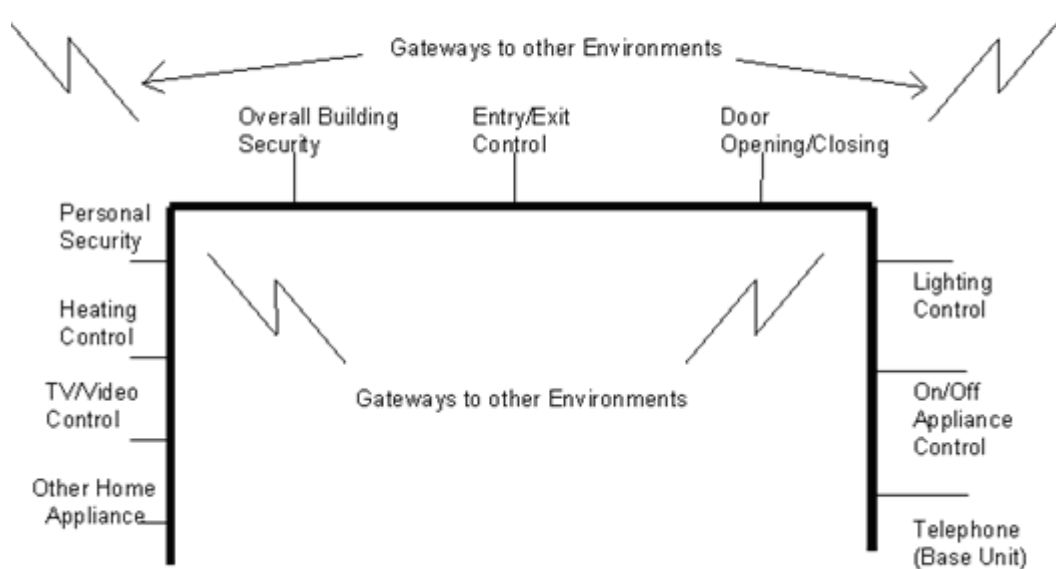 Gateways to other Environments
Overall Building
Security
Entry/Exit
Control
Door
Opening/Closing
Personal
Security
Heating
Control
TV/Video
Control
Other Home
Appliance
Gateways to other Environments
Lighting
Control
On/Off
Appliance
Control
Telephone
(Base Unit)